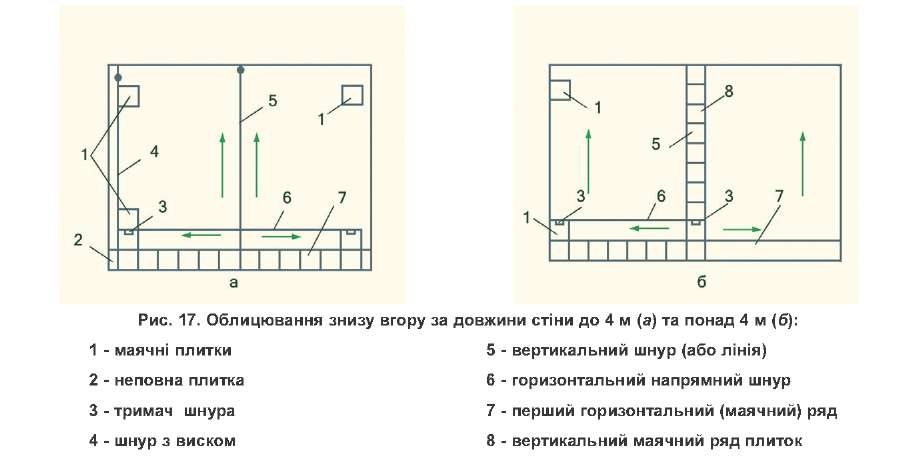 1
1
5
4
1
3
6
7
2
а
1
8
5
3
6
3
7
1
б
Рис. 17. Облицювання знизу вгору за довжини стіни до 4 м (а) та понад 4 м (б):
1 - маячні плитки
2 - неповна плитка
3 - тримач шнура
4 - шнур з виском
5 - вертикальний шнур (або лінія)
6 - горизонтальний напрямний шнур
7 - перший горизонтальний (маячний) ряд
8 - вертикальний маячний ряд плиток